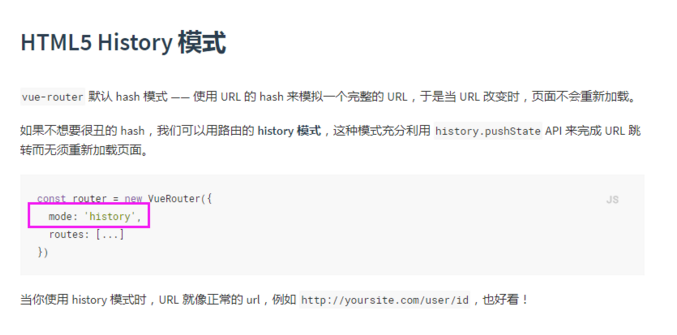 HTML5 History 模式
vue-router 默认 hash 模式 —— 使用 URL 的 hash 来模拟一个完整的 URL，于是当 URL 改变时，页面不会重新加载。
如果不想要很丑的 hash，我们可以用路由的 history 模式，这种模式充分利用 history.pushState API 来完成 URL 跳
转而无须重新加载页面。
const router = new VueRouter({
JS
mode: 'history',
routes: [...]
})
当你使用 history 模式时，URL 就像正常的 url，例如 http://yoursite.com/user/id，也好看！